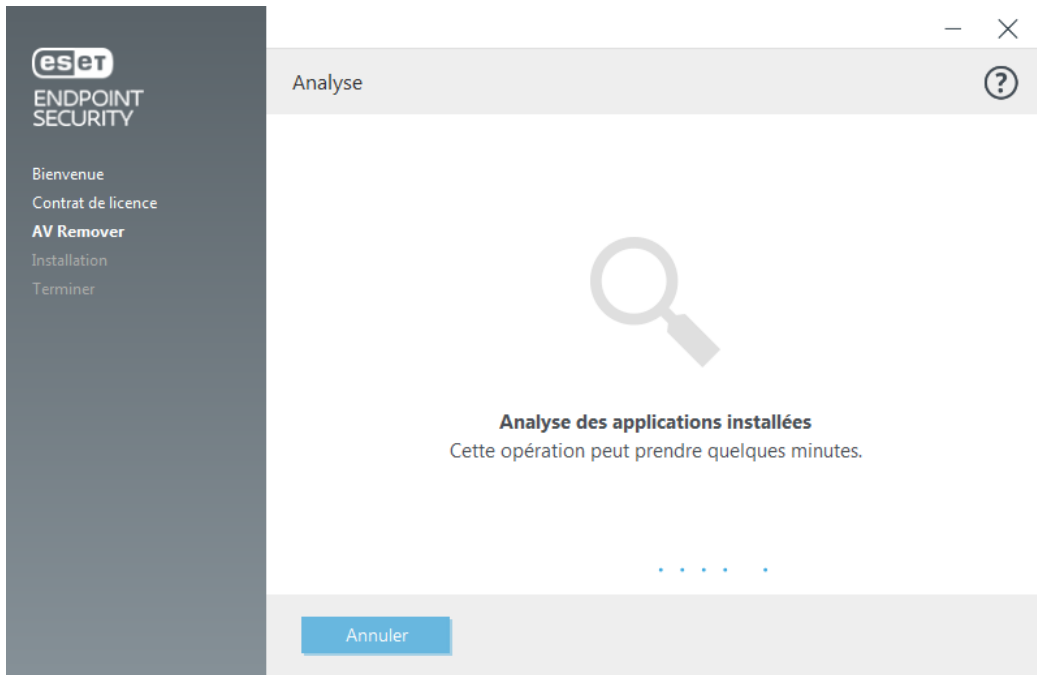 eset
ENDPOINT
SECURITY
Bienvenue
Contrat de licence
AV Remover
Installation
Terminer
Analyse
?
Analyse des applications installées
Cette opération peut prendre quelques minutes.
Annuler